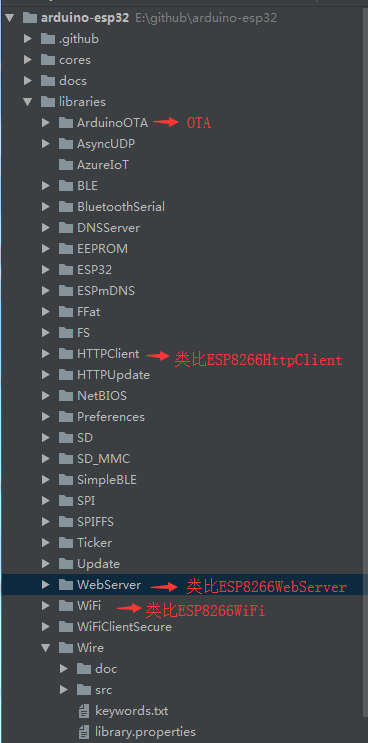 arduino-esp32 E:\github\arduino-esp32
.github
cores
docs
libraries
ArduinoOTA OTA
AsyncUDP
AzureIoT
BLE
BluetoothSerial
DNSServer
EEPROM
ESP32
ESPmDNS
FFat
FS
HTTPClient 类比ESP8266HttpClient
HTTPUpdate
NetBIOS
Preferences
SD
SD_MMC
SimpleBLE
SPI
SPIFFS
Ticker
Update
WebServer 类比ESP8266WebServer
WiFi 类比ESP8266WiFi
WiFiClientSecure
Wire
doc
src
keywords.txt
library.properties